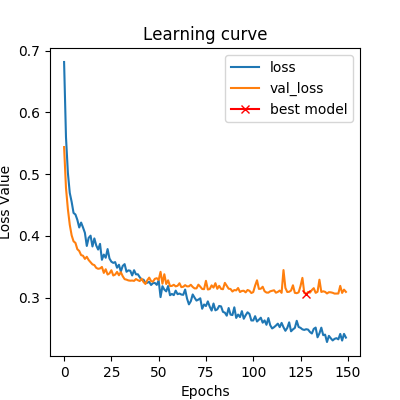 Learning curve
loss
val_loss
best model
Loss Value
0.7
0.6
0.5
0.4
0.3
0 25 50 75 100 125 150
Epochs